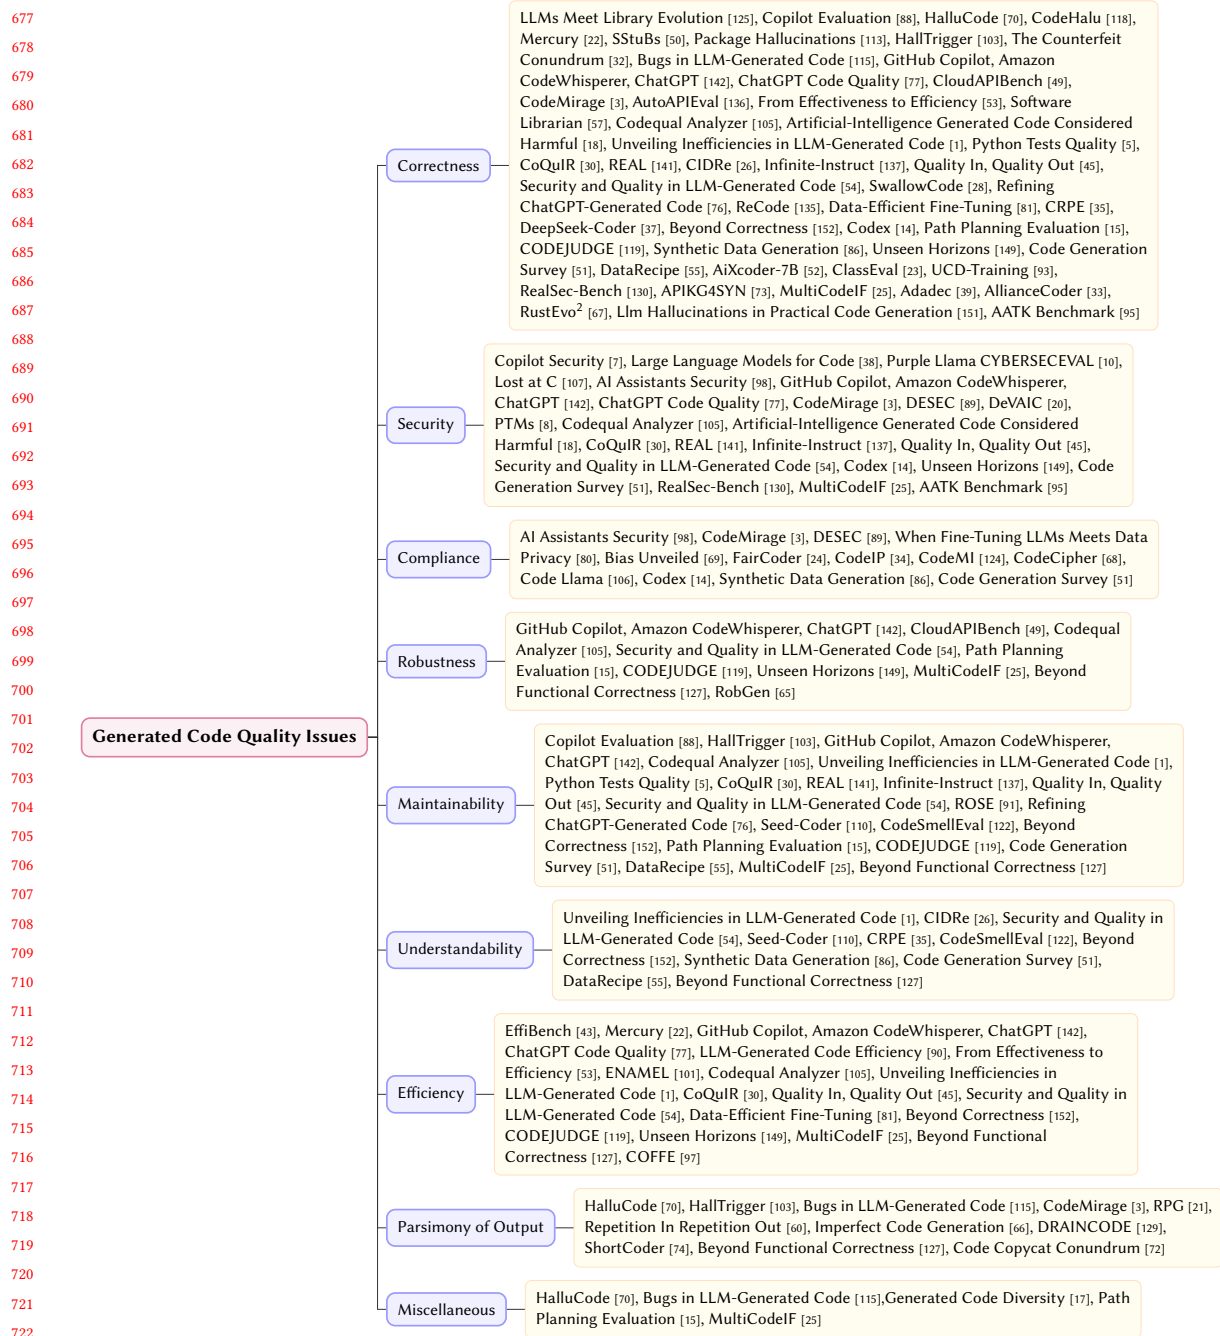 677
678
679
680
681
682
683
684
685
686
687
688
689
690
691
692
693
694
695
696
697
698
699
700
701
702
703
704
705
706
707
708
709
710
711
712
713
714
715
716
717
718
719
720
721
722
Generated Code Quality Issues
Correctness
LLMs Meet Library Evolution [125], Copilot Evaluation [88], HalluCode [70], CodeHalu [118],
Mercury [22], SStuBs [50], Package Hallucinations [113], HallTrigger [103], The Counterfeit
Conundrum [32], Bugs in LLM-Generated Code [115], GitHub Copilot, Amazon
CodeWhisperer, ChatGPT [142], ChatGPT Code Quality [77], CloudAPIBench [49],
CodeMirage [3], AutoAPIEval [136], From Effectiveness to Efficiency [53], Software
Librarian [57], Codequal Analyzer [105], Artificial-Intelligence Generated Code Considered
Harmful [18], Unveiling Inefficiencies in LLM-Generated Code [1], Python Tests Quality [5],
CoQuIR [30], REAL [141], CIDRe [26], Infinite-Instruct [137], Quality In, Quality Out [45],
Security and Quality in LLM-Generated Code [54], SwallowCode [28], Refining
ChatGPT-Generated Code [76], ReCode [135], Data-Efficient Fine-Tuning [81], CRPE [35],
DeepSeek-Coder [37], Beyond Correctness [152], Codex [14], Path Planning Evaluation [15],
CODEJUDGE [119], Synthetic Data Generation [86], Unseen Horizons [149], Code Generation
Survey [51], DataRecipe [55], AiXcoder-7B [52], ClassEval [23], UCD-Training [93],
RealSec-Bench [130], APIKG4SYN [73], MultiCodeIF [25], Adadec [39], AllianceCoder [33],
RustEvo² [67], Llm Hallucinations in Practical Code Generation [151], AATK Benchmark [95]
Security
Copilot Security [7], Large Language Models for Code [38], Purple Llama CYBERSECEVAL [10],
Lost at C [107], AI Assistants Security [98], GitHub Copilot, Amazon CodeWhisperer,
ChatGPT [142], ChatGPT Code Quality [77], CodeMirage [3], DESEC [89], DeVAIC [20],
PTMs [8], Codequal Analyzer [105], Artificial-Intelligence Generated Code Considered
Harmful [18], CoQuIR [30], REAL [141], Infinite-Instruct [137], Quality In, Quality Out [45],
Security and Quality in LLM-Generated Code [54], Codex [14], Unseen Horizons [149], Code
Generation Survey [51], RealSec-Bench [130], MultiCodeIF [25], AATK Benchmark [95]
Compliance
AI Assistants Security [98], CodeMirage [3], DESEC [89], When Fine-Tuning LLMs Meets Data
Privacy [80], Bias Unveiled [69], FairCoder [24], CodeIP [34], CodeMI [124], CodeCipher [68],
Code Llama [106], Codex [14], Synthetic Data Generation [86], Code Generation Survey [51]
Robustness
GitHub Copilot, Amazon CodeWhisperer, ChatGPT [142], CloudAPIBench [49], Codequal
Analyzer [105], Security and Quality in LLM-Generated Code [54], Path Planning
Evaluation [15], CODEJUDGE [119], Unseen Horizons [149], MultiCodeIF [25], Beyond
Functional Correctness [127], RobGen [65]
Maintainability
Copilot Evaluation [88], HallTrigger [103], GitHub Copilot, Amazon CodeWhisperer,
ChatGPT [142], Codequal Analyzer [105], Unveiling Inefficiencies in LLM-Generated Code [1],
Python Tests Quality [5], CoQuIR [30], REAL [141], Infinite-Instruct [137], Quality In, Quality
Out [45], Security and Quality in LLM-Generated Code [54], ROSE [91], Refining
ChatGPT-Generated Code [76], Seed-Coder [110], CodeSmellEval [122], Beyond
Correctness [152], Path Planning Evaluation [15], CODEJUDGE [119], Code Generation
Survey [51], DataRecipe [55], MultiCodeIF [25], Beyond Functional Correctness [127]
Understandability
Unveiling Inefficiencies in LLM-Generated Code [1], CIDRe [26], Security and Quality in
LLM-Generated Code [54], Seed-Coder [110], CRPE [35], CodeSmellEval [122], Beyond
Correctness [152], Synthetic Data Generation [86], Code Generation Survey [51],
DataRecipe [55], Beyond Functional Correctness [127]
Efficiency
EffiBench [43], Mercury [22], GitHub Copilot, Amazon CodeWhisperer, ChatGPT [142],
ChatGPT Code Quality [77], LLM-Generated Code Efficiency [90], From Effectiveness to
Efficiency [53], ENAMEL [101], Codequal Analyzer [105], Unveiling Inefficiencies in
LLM-Generated Code [1], CoQuIR [30], Quality In, Quality Out [45], Security and Quality in
LLM-Generated Code [54], Data-Efficient Fine-Tuning [81], Beyond Correctness [152],
CODEJUDGE [119], Unseen Horizons [149], MultiCodeIF [25], Beyond Functional
Correctness [127], COFFE [97]
Parsimony of Output
HalluCode [70], HallTrigger [103], Bugs in LLM-Generated Code [115], CodeMirage [3], RPG [21],
Repetition In Repetition Out [60], Imperfect Code Generation [66], DRAINCODE [129],
ShortCoder [74], Beyond Functional Correctness [127], Code Copycat Conundrum [72]
Miscellaneous
HalluCode [70], Bugs in LLM-Generated Code [115],Generated Code Diversity [17], Path
Planning Evaluation [15], MultiCodeIF [25]